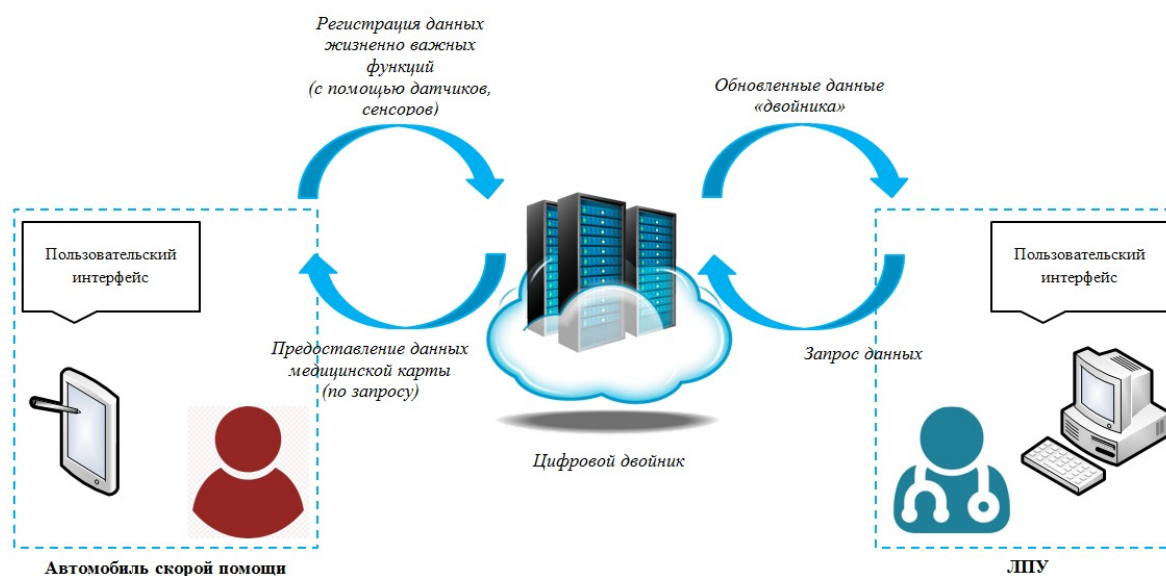 Регистрация данных
жизненно важных
функций
(с помощью датчиков,
сенсоров)
Обновленные данные
«двойника»
Пользовательский
интерфейс
Пользовательский
интерфейс
Предоставление данных
медицинской карты
(по запросу)
Запрос данных
Цифровой двойник
Автомобиль скорой помощи
ЛПУ